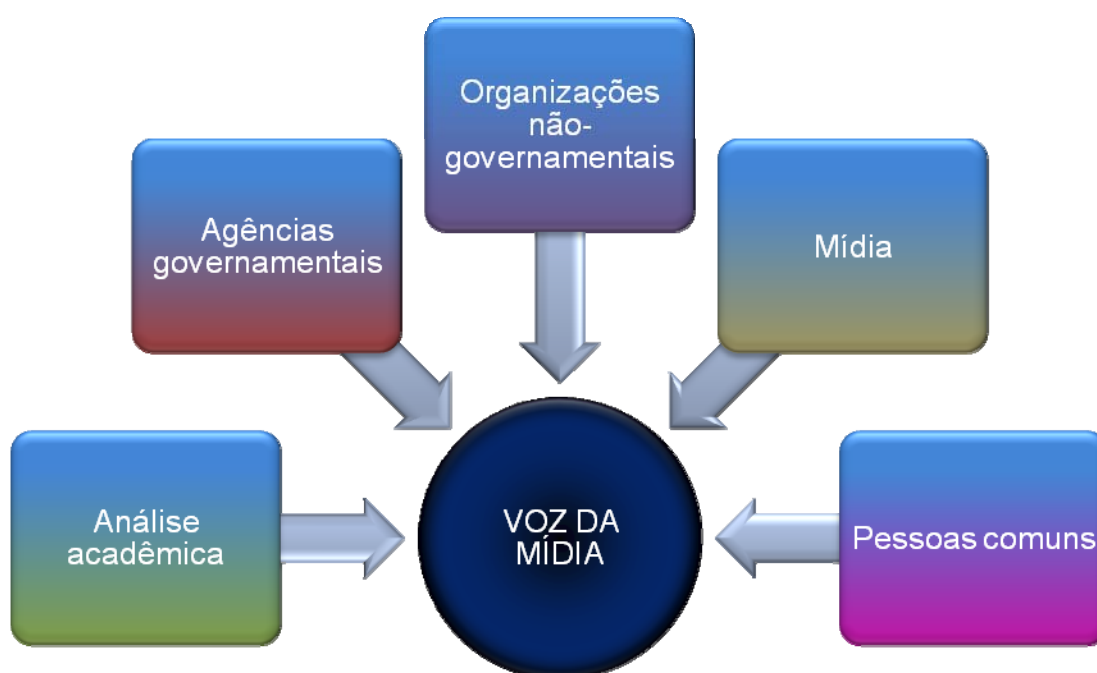 Organizações
não-
governamentais
Agências
governamentais
Mídia
Análise
acadêmica
VOZ DA
MÍDIA
Pessoas comuns